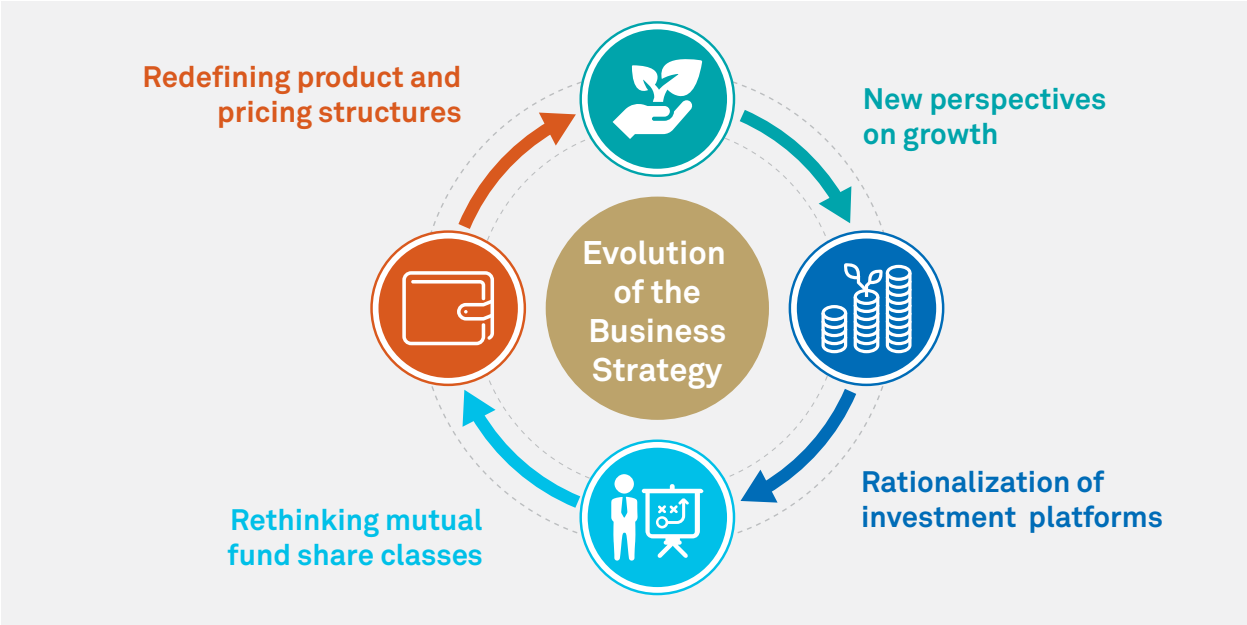 Redefining product and
pricing structures
New perspectives
on growth
Evolution
of the
Business
Strategy
Rethinking mutual
fund share classes
Rationalization of
investment platforms